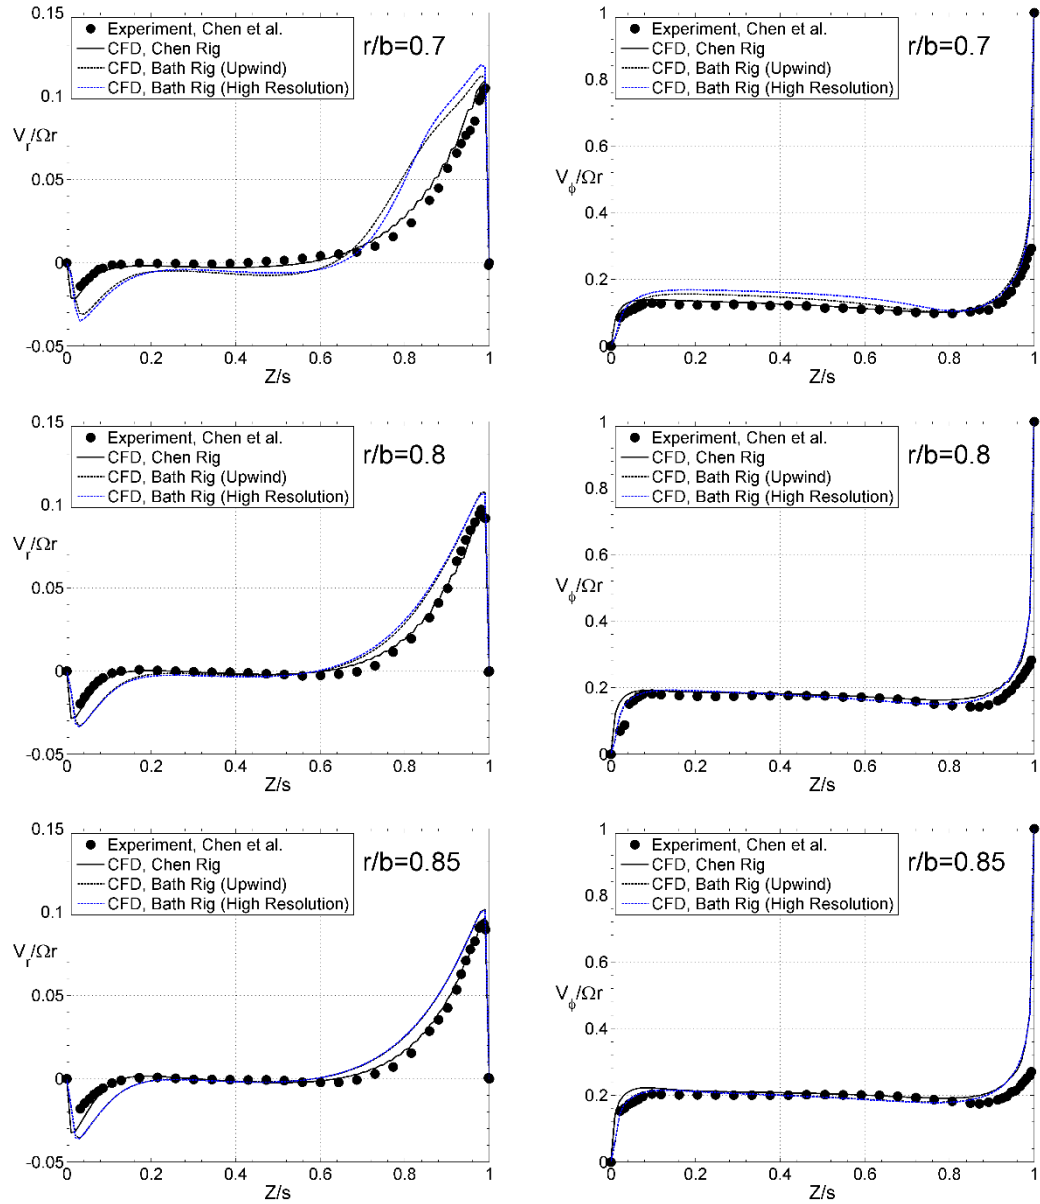 0.15
Experiment, Chen et al.
CFD, Chen Rig
CFD, Bath Rig (Upwind)
CFD, Bath Rig (High Resolution)
r/b=0.7
0.1
Vr/Ωr
0.05
0
-0.05
0 0.2 0.4 0.6 0.8 1
Z/s
1
Experiment, Chen et al.
CFD, Chen Rig
CFD, Bath Rig (Upwind)
CFD, Bath Rig (High Resolution)
r/b=0.7
0.8
0.6
Vϕ/Ωr
0.4
0.2
0
0 0.2 0.4 0.6 0.8 1
Z/s
0.15
Experiment, Chen et al.
CFD, Chen Rig
CFD, Bath Rig (Upwind)
CFD, Bath Rig (High Resolution)
r/b=0.8
0.1
Vr/Ωr
0.05
0
-0.05
0 0.2 0.4 0.6 0.8 1
Z/s
1
Experiment, Chen et al.
CFD, Chen Rig
CFD, Bath Rig (Upwind)
CFD, Bath Rig (High Resolution)
r/b=0.8
0.8
0.6
Vϕ/Ωr
0.4
0.2
0
0 0.2 0.4 0.6 0.8 1
Z/s
0.15
Experiment, Chen et al.
CFD, Chen Rig
CFD, Bath Rig (Upwind)
CFD, Bath Rig (High Resolution)
r/b=0.85
0.1
Vr/Ωr
0.05
0
-0.05
0 0.2 0.4 0.6 0.8 1
Z/s
1
Experiment, Chen et al.
CFD, Chen Rig
CFD, Bath Rig (Upwind)
CFD, Bath Rig (High Resolution)
r/b=0.85
0.8
0.6
Vϕ/Ωr
0.4
0.2
0
0 0.2 0.4 0.6 0.8 1
Z/s